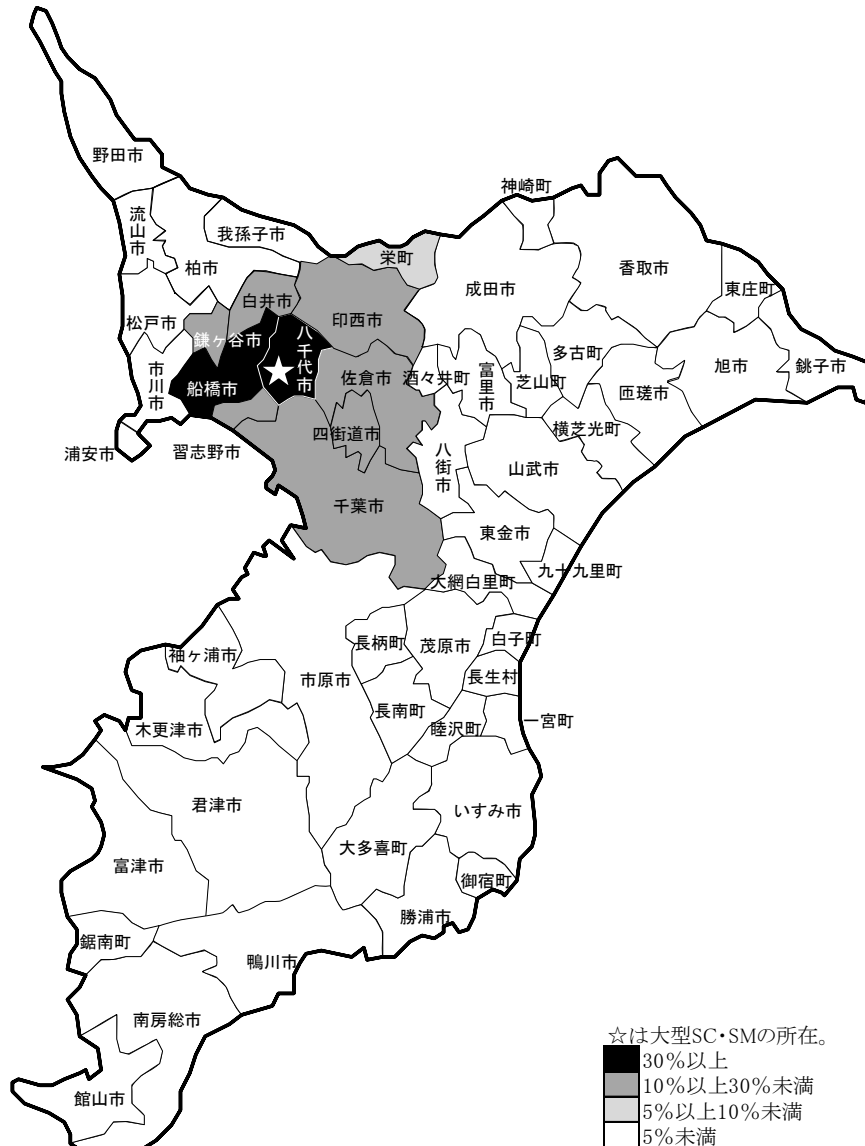 野田市
神崎町
流山市
我孫子市
栄町
香取市
柏市
成田市
東庄町
白井市
印西市
松戸市
鎌ヶ谷市
八千代市
多古町
旭市
銚子市
市川市
船橋市
佐倉市
酒々井町
富里市
芝山町
匝瑳市
四街道市
横芝光町
浦安市
習志野市
八街市
山武市
千葉市
東金市
九十九里町
大網白里町
白子町
長柄町
茂原市
袖ヶ浦市
市原市
長生村
長南町
一宮町
木更津市
睦沢町
君津市
いすみ市
大多喜町
富津市
御宿町
勝浦市
鋸南町
鴨川市
南房総市
館山市
☆は大型SC・SMの所在。
30%以上
10%以上30%未満
5%以上10%未満
5%未満